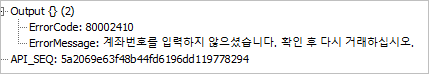 Output {} (2)
ErrorCode: 80002410
ErrorMessage: 계좌번호를 입력하지 않으셨습니다. 확인 후 다시 거래하십시오.
API_SEQ: 5a2069e63f48b44fd6196dd119778294